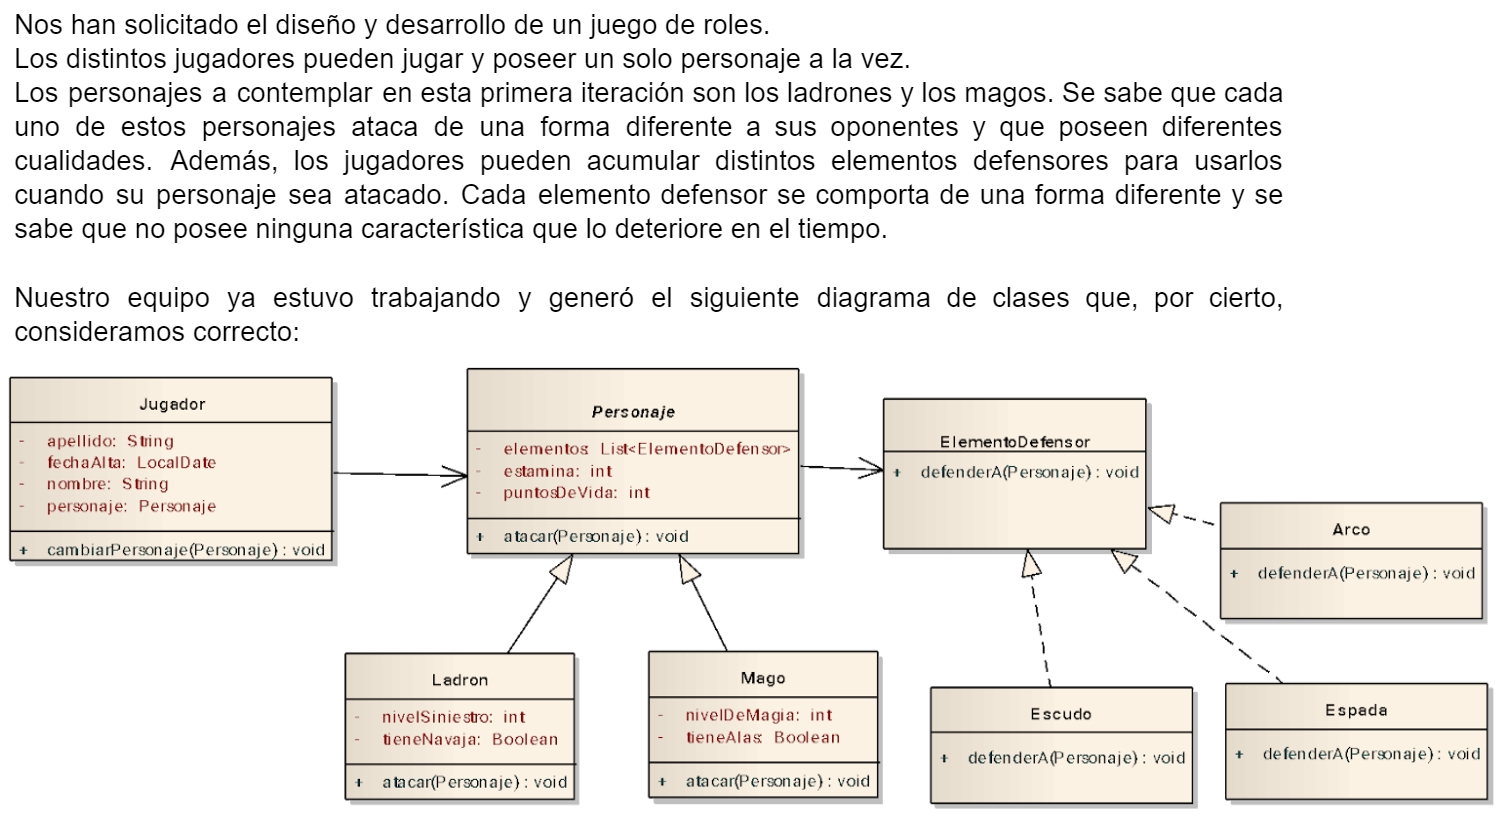 Nos han solicitado el diseño y desarrollo de un juego de roles.
Los distintos jugadores pueden jugar y poseer un solo personaje a la vez.
Los personajes a contemplar en esta primera iteración son los ladrones y los magos. Se sabe que cada
uno de estos personajes ataca de una forma diferente a sus oponentes y que poseen diferentes
cualidades. Además, los jugadores pueden acumular distintos elementos defensores para usarlos
cuando su personaje sea atacado. Cada elemento defensor se comporta de una forma diferente y se
sabe que no posee ninguna característica que lo deteriore en el tiempo.
Nuestro equipo ya estuvo trabajando y generó el siguiente diagrama de clases que, por cierto,
consideramos correcto:
Jugador
- apellido: String
- fechaAlta: LocalDate
- nombre: String
- personaje: Personaje
+ cambiarPersonaje(Personaje) : void
Personaje
- elementos: List<ElementoDefensor>
- estamina: int
- puntosDeVida: int
+ atacar(Personaje) : void
ElementoDefensor
+ defenderA(Personaje) : void
Arco
+ defenderA(Personaje) : void
Ladron
- nivelSiniestro: int
- tieneNavaja: Boolean
+ atacar(Personaje) : void
Mago
- nivelDeMagia: int
- tieneAlas: Boolean
+ atacar(Personaje) : void
Escudo
+ defenderA(Personaje) : void
Espada
+ defenderA(Personaje) : void